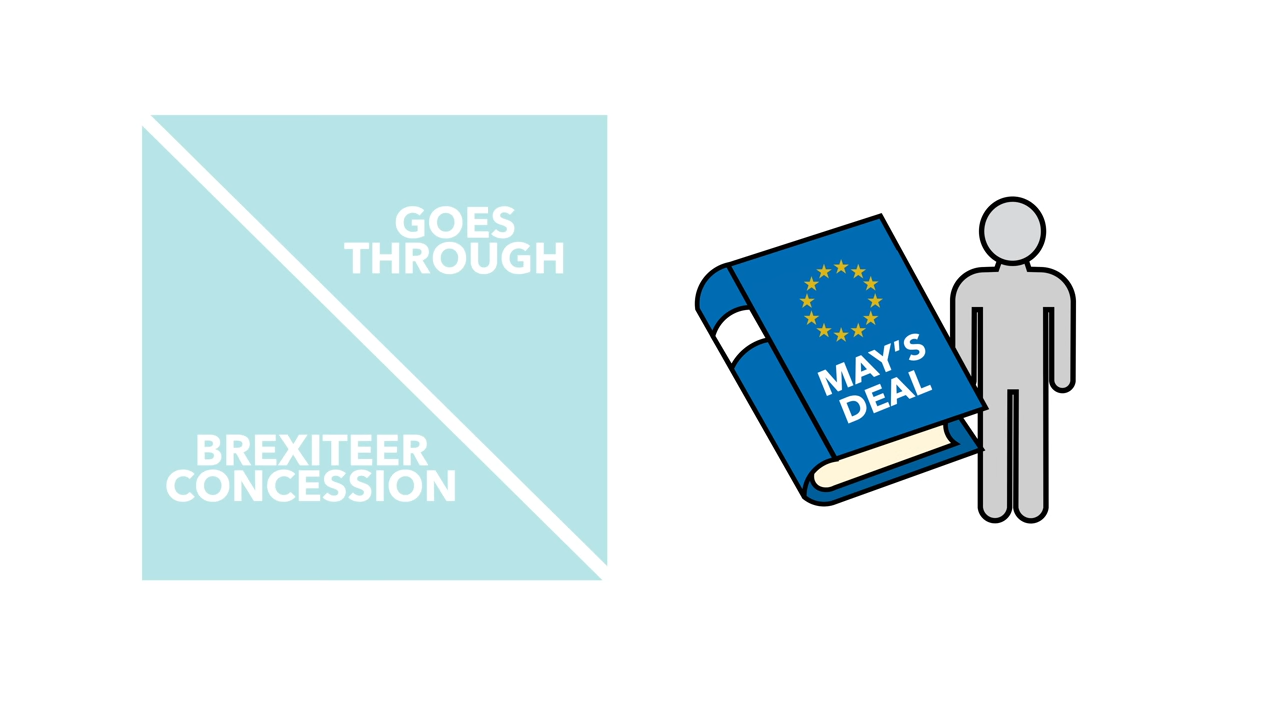 GOES
THROUGH
BREXITEER
CONCESSION
MAY'S
DEAL